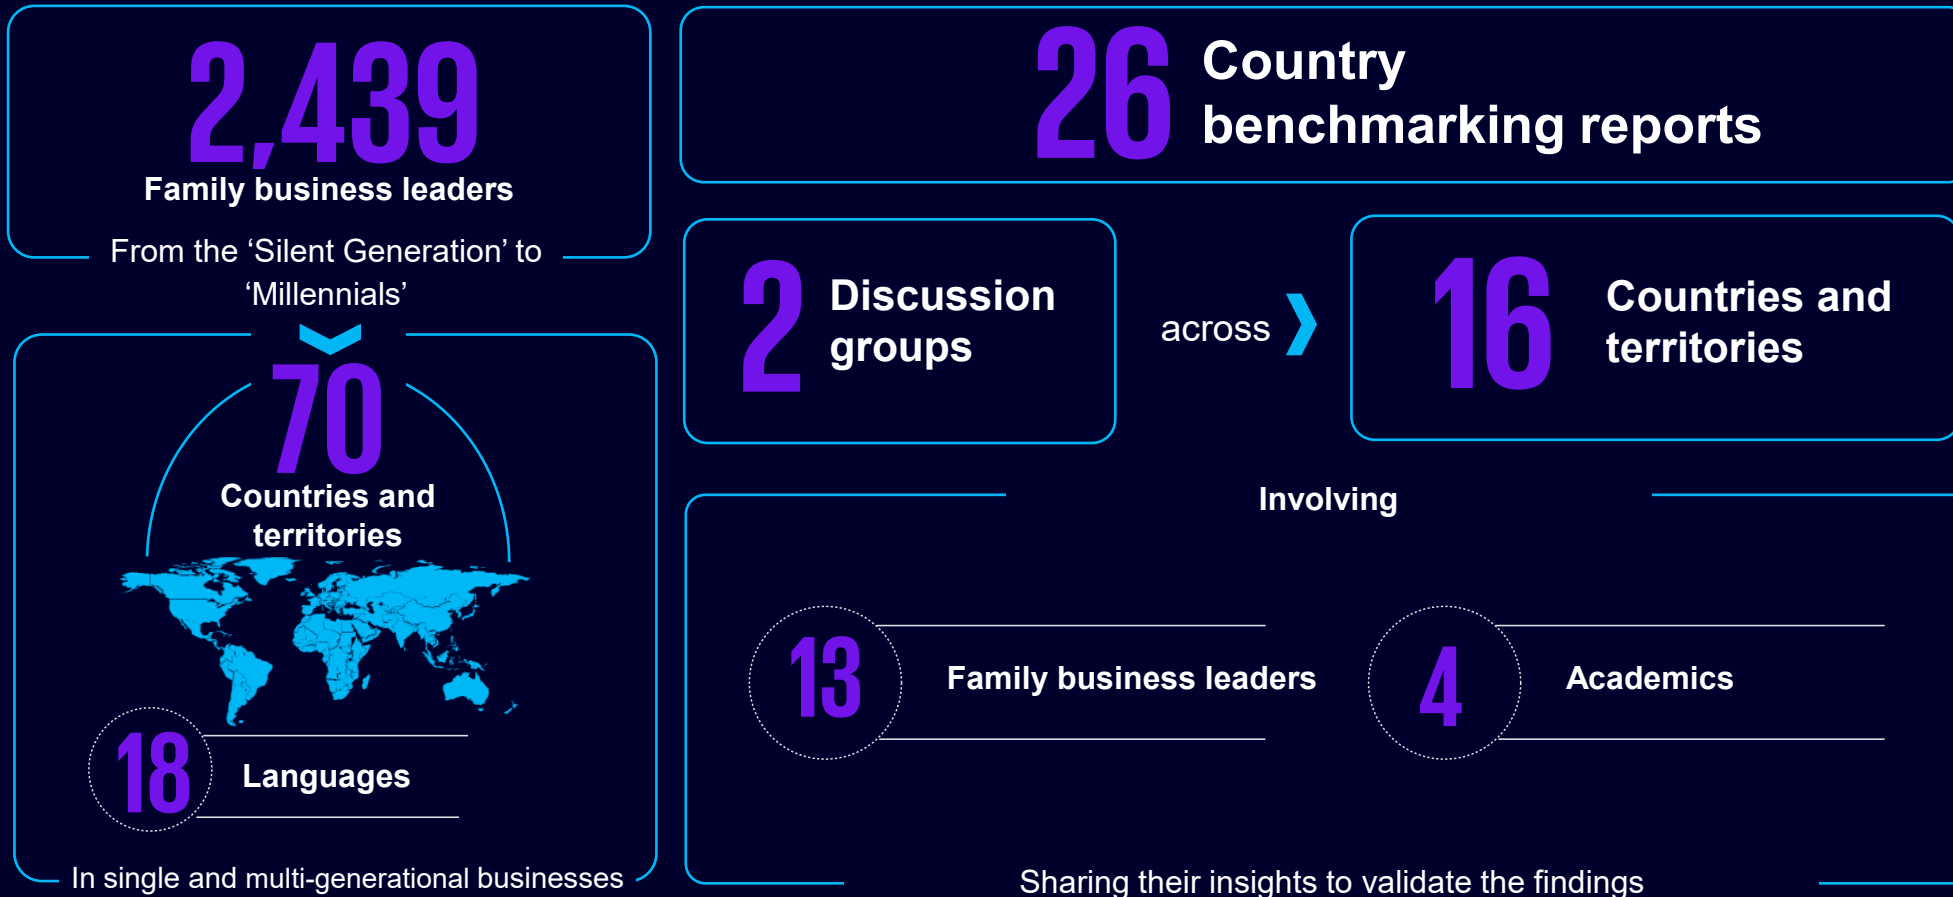 2,439
Family business leaders
From the ‘Silent Generation’ to
‘Millennials’
70
Countries and
territories
18
Languages
In single and multi-generational businesses
26
Country
benchmarking reports
2
Discussion
groups
across
16
Countries and
territories
Involving
13
Family business leaders
4
Academics
Sharing their insights to validate the findings